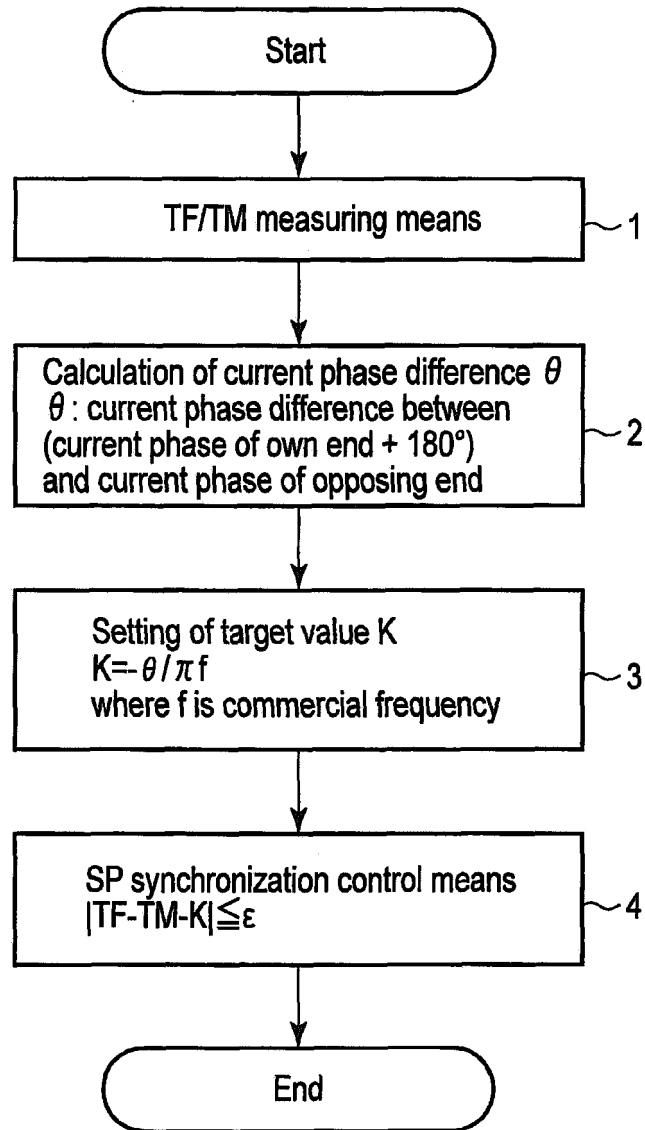 Start
TF/TM measuring means
1
Calculation of current phase difference θ
θ : current phase difference between
(current phase of own end + 180°)
and current phase of opposing end
2
Setting of target value K
K=-θ/πf
where f is commercial frequency
3
SP synchronization control means
|TF-TM-K|≦ε
4
End